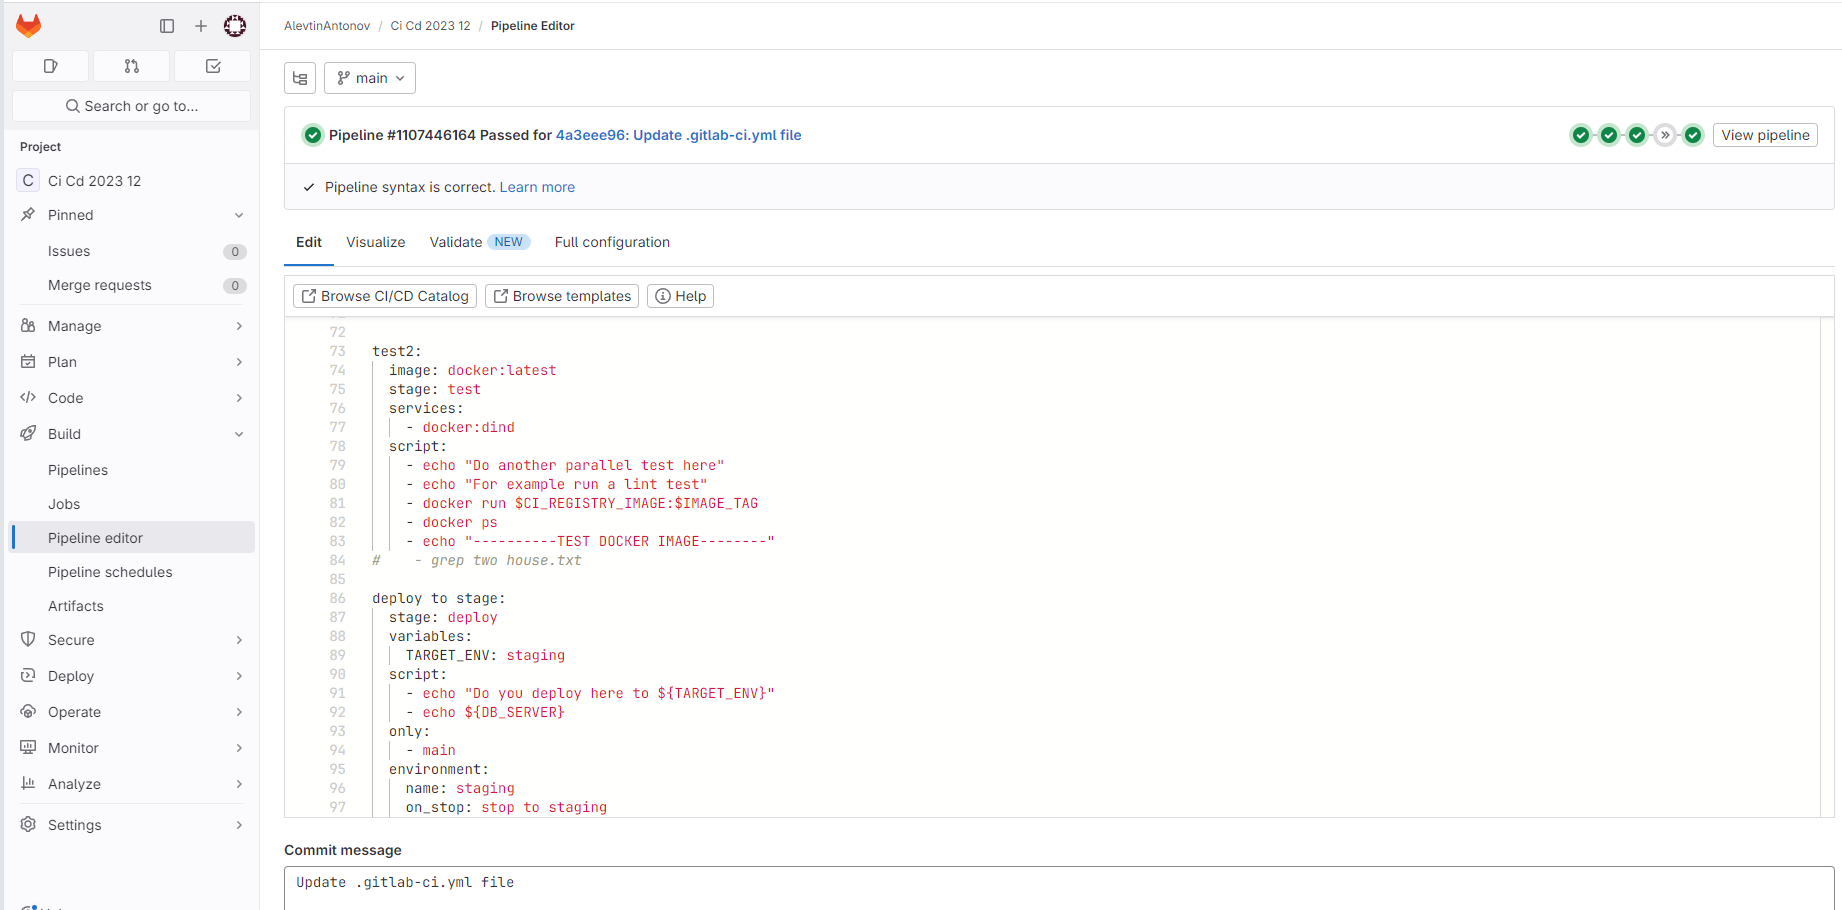 AlevtinAntonov / Ci Cd 2023 12 / Pipeline Editor
Search or go to...
Project
C Ci Cd 2023 12
Pinned
Issues 0
Merge requests 0
Manage
Plan
Code
Build
Pipelines
Jobs
Pipeline editor
Pipeline schedules
Artifacts
Secure
Deploy
Operate
Monitor
Analyze
Settings
main
Pipeline #1107446164 Passed for 4a3eee96: Update .gitlab-ci.yml file
View pipeline
Pipeline syntax is correct. Learn more
Edit Visualize Validate NEW Full configuration
Browse CI/CD Catalog Browse templates Help
72
73 test2:
74   image: docker:latest
75   stage: test
76   services:
77     - docker:dind
78   script:
79     - echo "Do another parallel test here"
80     - echo "For example run a lint test"
81     - docker run $CI_REGISTRY_IMAGE:$IMAGE_TAG
82     - docker ps
83     - echo "----------TEST DOCKER IMAGE--------"
84 #    - grep two house.txt
85
86 deploy to stage:
87   stage: deploy
88   variables:
89     TARGET_ENV: staging
90   script:
91     - echo "Do you deploy here to ${TARGET_ENV}"
92     - echo ${DB_SERVER}
93   only:
94     - main
95   environment:
96     name: staging
97     on_stop: stop to staging
Commit message
Update .gitlab-ci.yml file